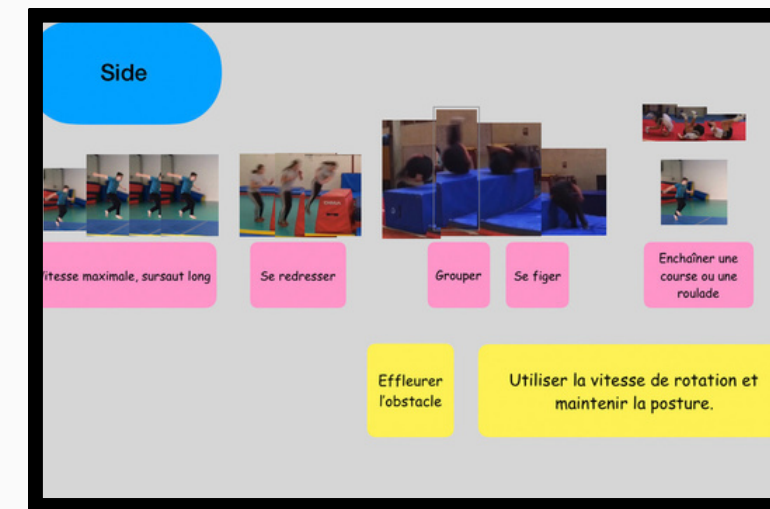 Side
itesse maximale, sursaut long
Se redresser
Grouper
Se figer
Enchaîner une
course ou une
roulade
Effleurer
l'obstacle
Utiliser la vitesse de rotation et
maintenir la posture.